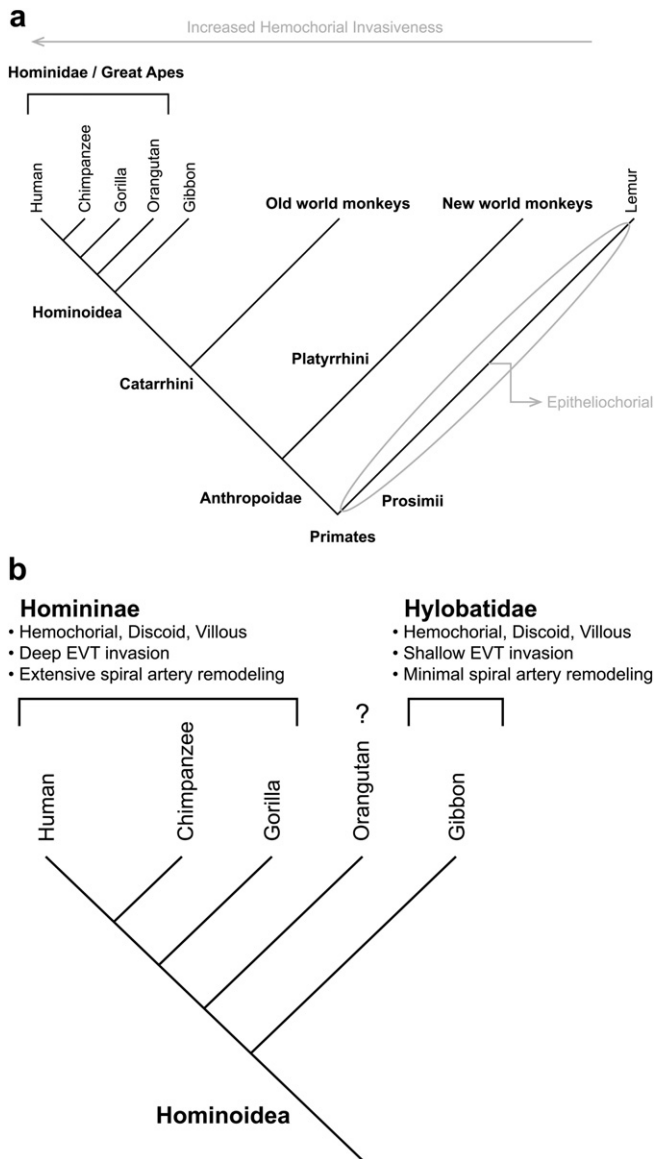 a
Increased Hemochorial Invasiveness
Hominidae / Great Apes
Human
Chimpanzee
Gorilla
Orangutan
Gibbon
Old world monkeys
New world monkeys
Lemur
Hominoidea
Platyrrhini
Catarrhini
Epitheliochorial
Anthropoidae
Prosimii
Primates
b
Homininae
• Hemochorial, Discoid, Villous
• Deep EVT invasion
• Extensive spiral artery remodeling
Hylobatidae
• Hemochorial, Discoid, Villous
• Shallow EVT invasion
• Minimal spiral artery remodeling
?
Human
Chimpanzee
Gorilla
Orangutan
Gibbon
Hominoidea